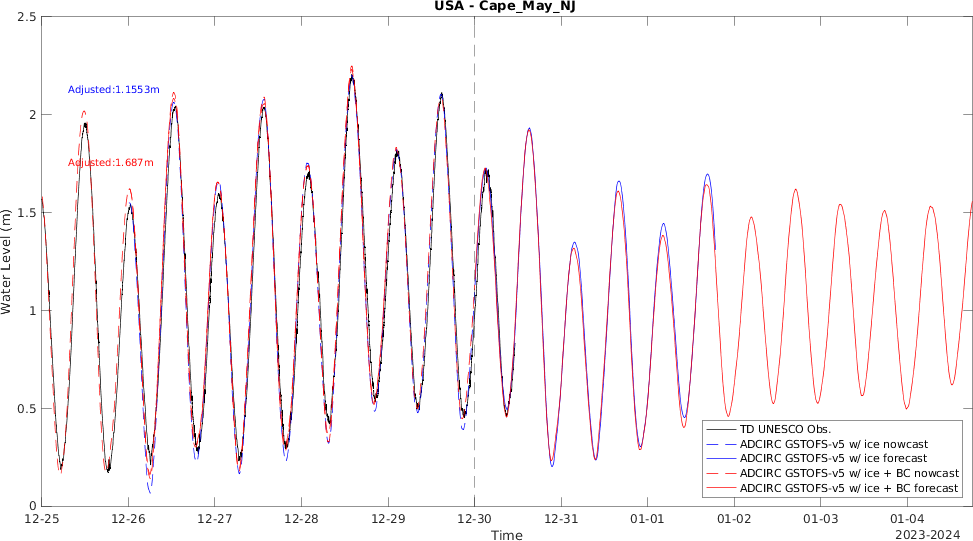 USA - Cape_May_NJ
2.5
2
1.5
1
0.5
0
Water Level (m)
Adjusted:1.1553m
Adjusted:1.687m
TD UNESCO Obs.
ADCIRC GSTOFS-v5 w/ ice nowcast
ADCIRC GSTOFS-v5 w/ ice forecast
ADCIRC GSTOFS-v5 w/ ice + BC nowcast
ADCIRC GSTOFS-v5 w/ ice + BC forecast
12-25 12-26 12-27 12-28 12-29 12-30 12-31 01-01 01-02 01-03 01-04
Time
2023-2024